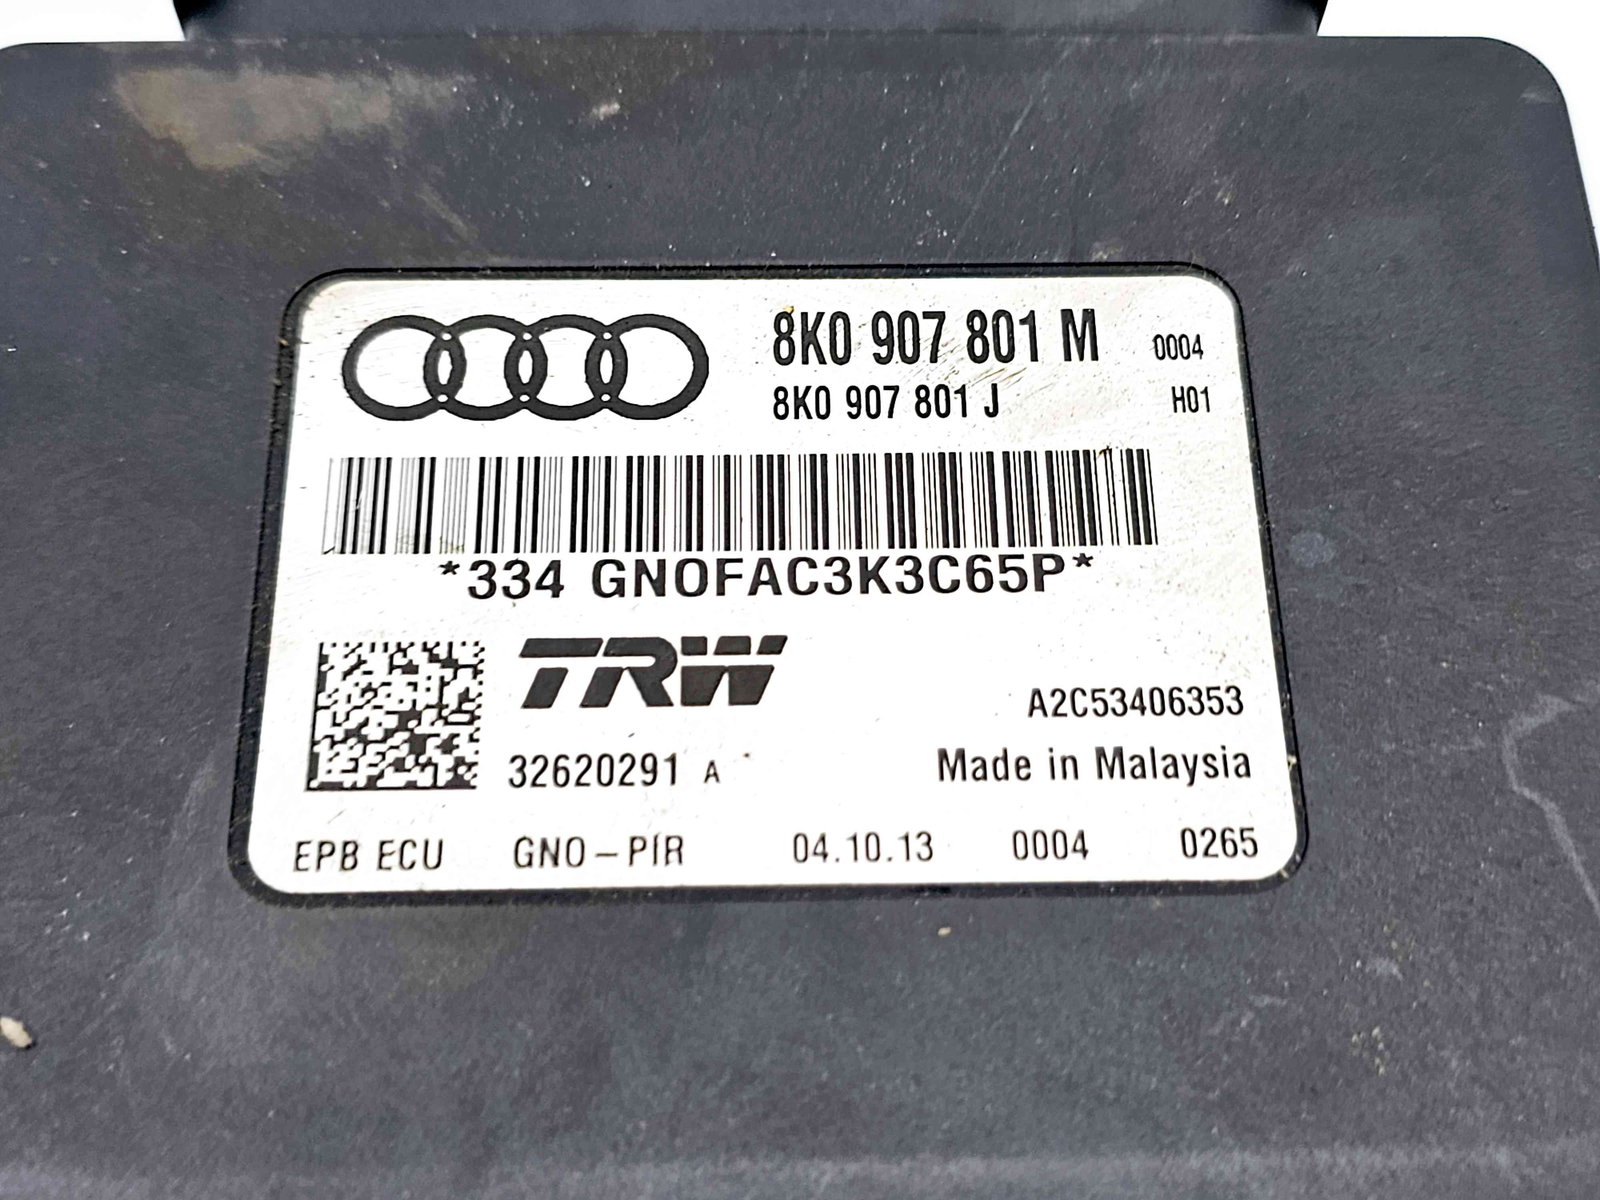 8K0 907 801 M 0004
8K0 907 801 J H01
*334 GNOFAC3K3C65P*
TRW
A2C53406353
32620291 A
Made in Malaysia
EPB ECU GNO-PIR 04.10.13 0004 0265